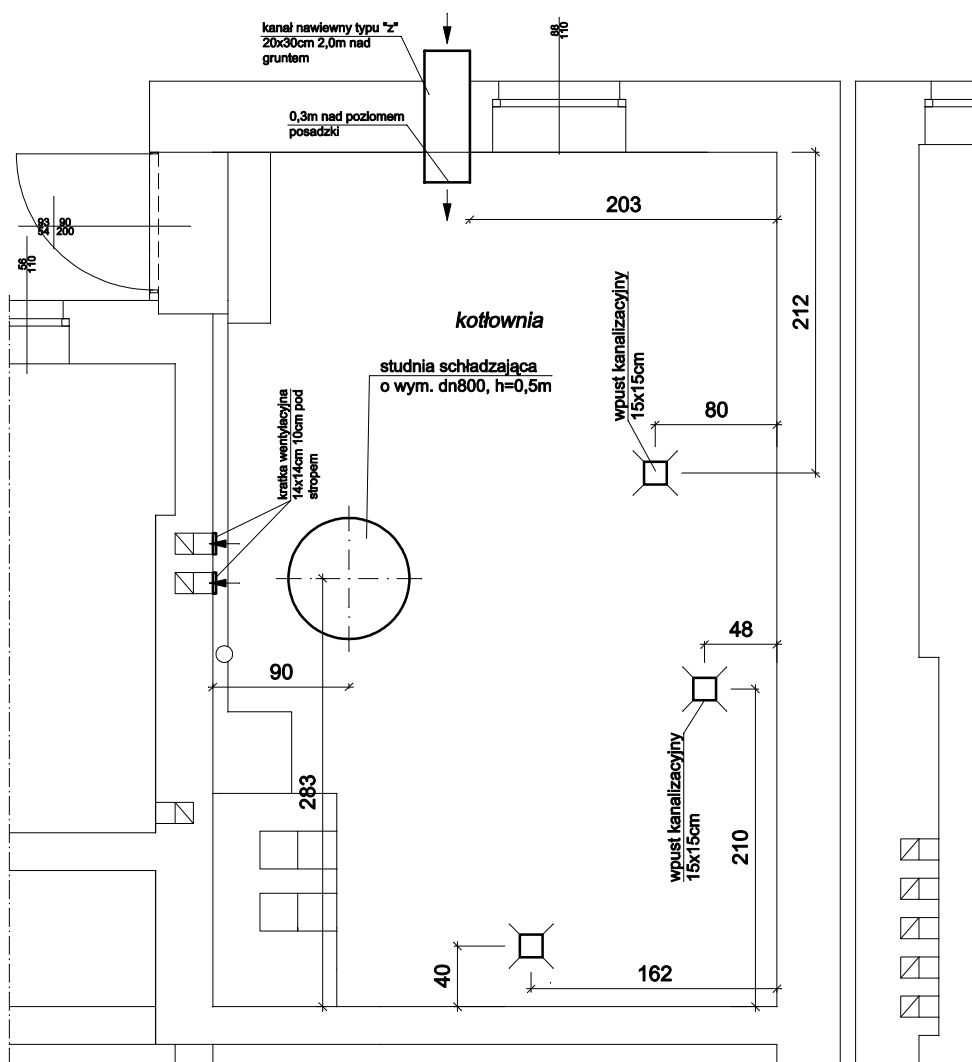 kanał nawiewny typu "z"
20x30cm 2,0m nad
gruntem
88
110
0,3m nad poziomem
posadzki
203
93
54
90
200
56
110
kotłownia
212
wpust kanalizacyjny
15x15cm
studnia schładzająca
o wym. dn800, h=0,5m
80
kratka wentylacyjna
14x14cm 10cm pod
stropem
48
90
283
wpust kanalizacyjny
15x15cm
210
40
162